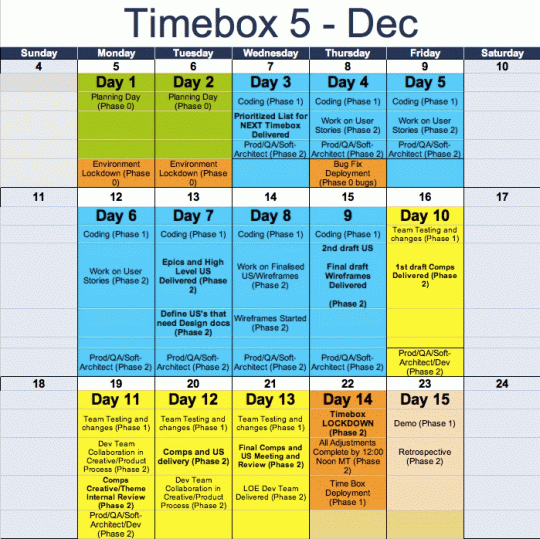 Timebox 5 - Dec
Sunday Monday Tuesday Wednesday Thursday Friday Saturday
4 5 6 7 8 9 10
Day 1 Day 2 Day 3 Day 4 Day 5
Planning Day (Phase 0)
Planning Day (Phase 0)
Coding (Phase 1)
Coding (Phase 1)
Coding (Phase 1)
Prioritized List for NEXT Timebox Delivered
Work on User Stories (Phase 2)
Work on User Stories (Phase 2)
Prod/QA/Soft-Architect (Phase 2)
Prod/QA/Soft-Architect (Phase 2)
Prod/QA/Soft-Architect (Phase 2)
Environment Lockdown (Phase 0)
Environment Lockdown (Phase 0)
Bug Fix Deployment (Phase 0 bugs)
11 12 13 14 15 16 17
Day 6 Day 7 Day 8 9 Day 10
Coding (Phase 1)
Coding (Phase 1)
Coding (Phase 1)
Coding (Phase 1)
Team Testing and changes (Phase 1)
Work on User Stories (Phase 2)
Epics and High Level US Delivered (Phase 2)
Work on Finalised US/Wireframes (Phase 2)
2nd draft US
Final draft Wireframes Delivered
(Phase 2)
1st draft Comps Delivered (Phase 2)
Define US's that need Design docs (Phase 2)
Wireframes Started (Phase 2)
Prod/QA/Soft-Architect (Phase 2)
Prod/QA/Soft-Architect (Phase 2)
Prod/QA/Soft-Architect (Phase 2)
Prod/QA/Soft-Architect (Phase 2)
Prod/QA/Soft-Architect/Dev (Phase 2)
18 19 20 21 22 23 24
Day 11 Day 12 Day 13 Day 14 Day 15
Team Testing and changes (Phase 1)
Team Testing and changes (Phase 1)
Team Testing and changes (Phase 1)
Timebox LOCKDOWN (Phase 2)
Demo (Phase 1)
Dev Team Collaboration in Creative/Product Process (Phase 2)
Comps and US delivery (Phase 2)
Final Comps and US Meeting and Review (Phase 2)
All Adjustments Complete by 12:00 Noon MT (Phase 2)
Retrospective (Phase 2)
Comps Creative/Theme Internal Review (Phase 2)
Dev Team Collaboration in Creative/Product Process (Phase 2)
LOE Dev Team Delivered (Phase 2)
Time Box Deployment (Phase 1)
Prod/QA/Soft-Architect/Dev (Phase 2)